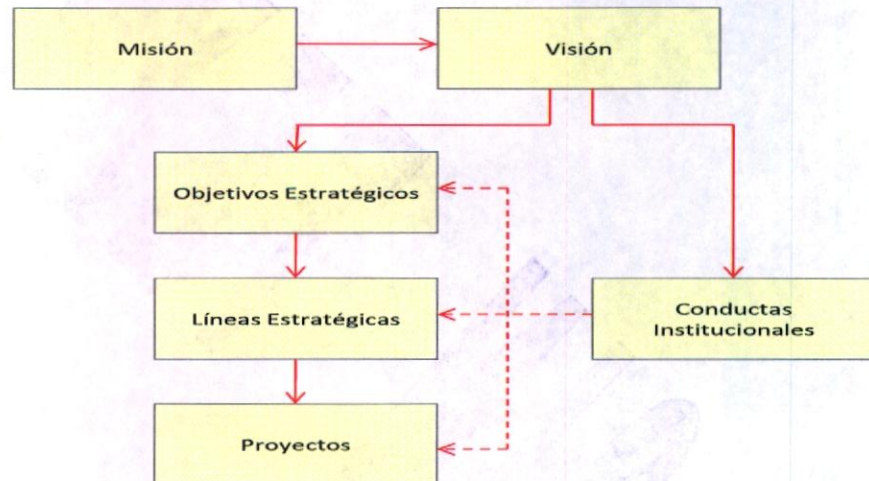 Misión
Visión
Objetivos Estratégicos
Líneas Estratégicas
Conductas
Institucionales
Proyectos